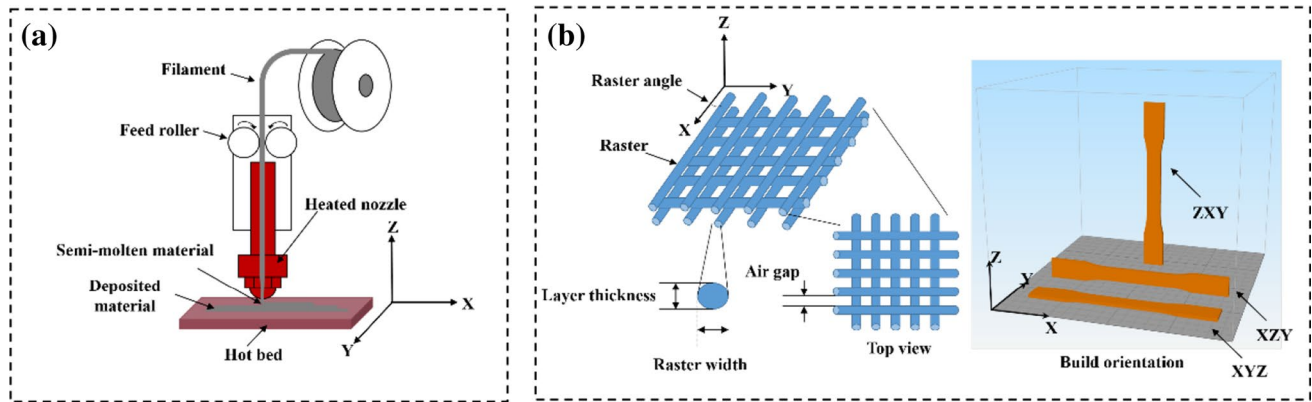 (a)
Filament
Feed roller
Heated nozzle
Semi-molten material
Deposited
material
Hot bed
Z
X
Y
(b)
Z
Y
X
Raster angle
Raster
Layer thickness
Raster width
Air gap
Top view
Z
Y
X
ZXY
XZY
XYZ
Build orientation